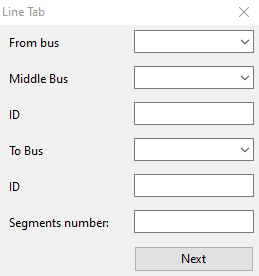 Line Tab
From bus
Middle Bus
ID
To Bus
ID
Segments number:
Next